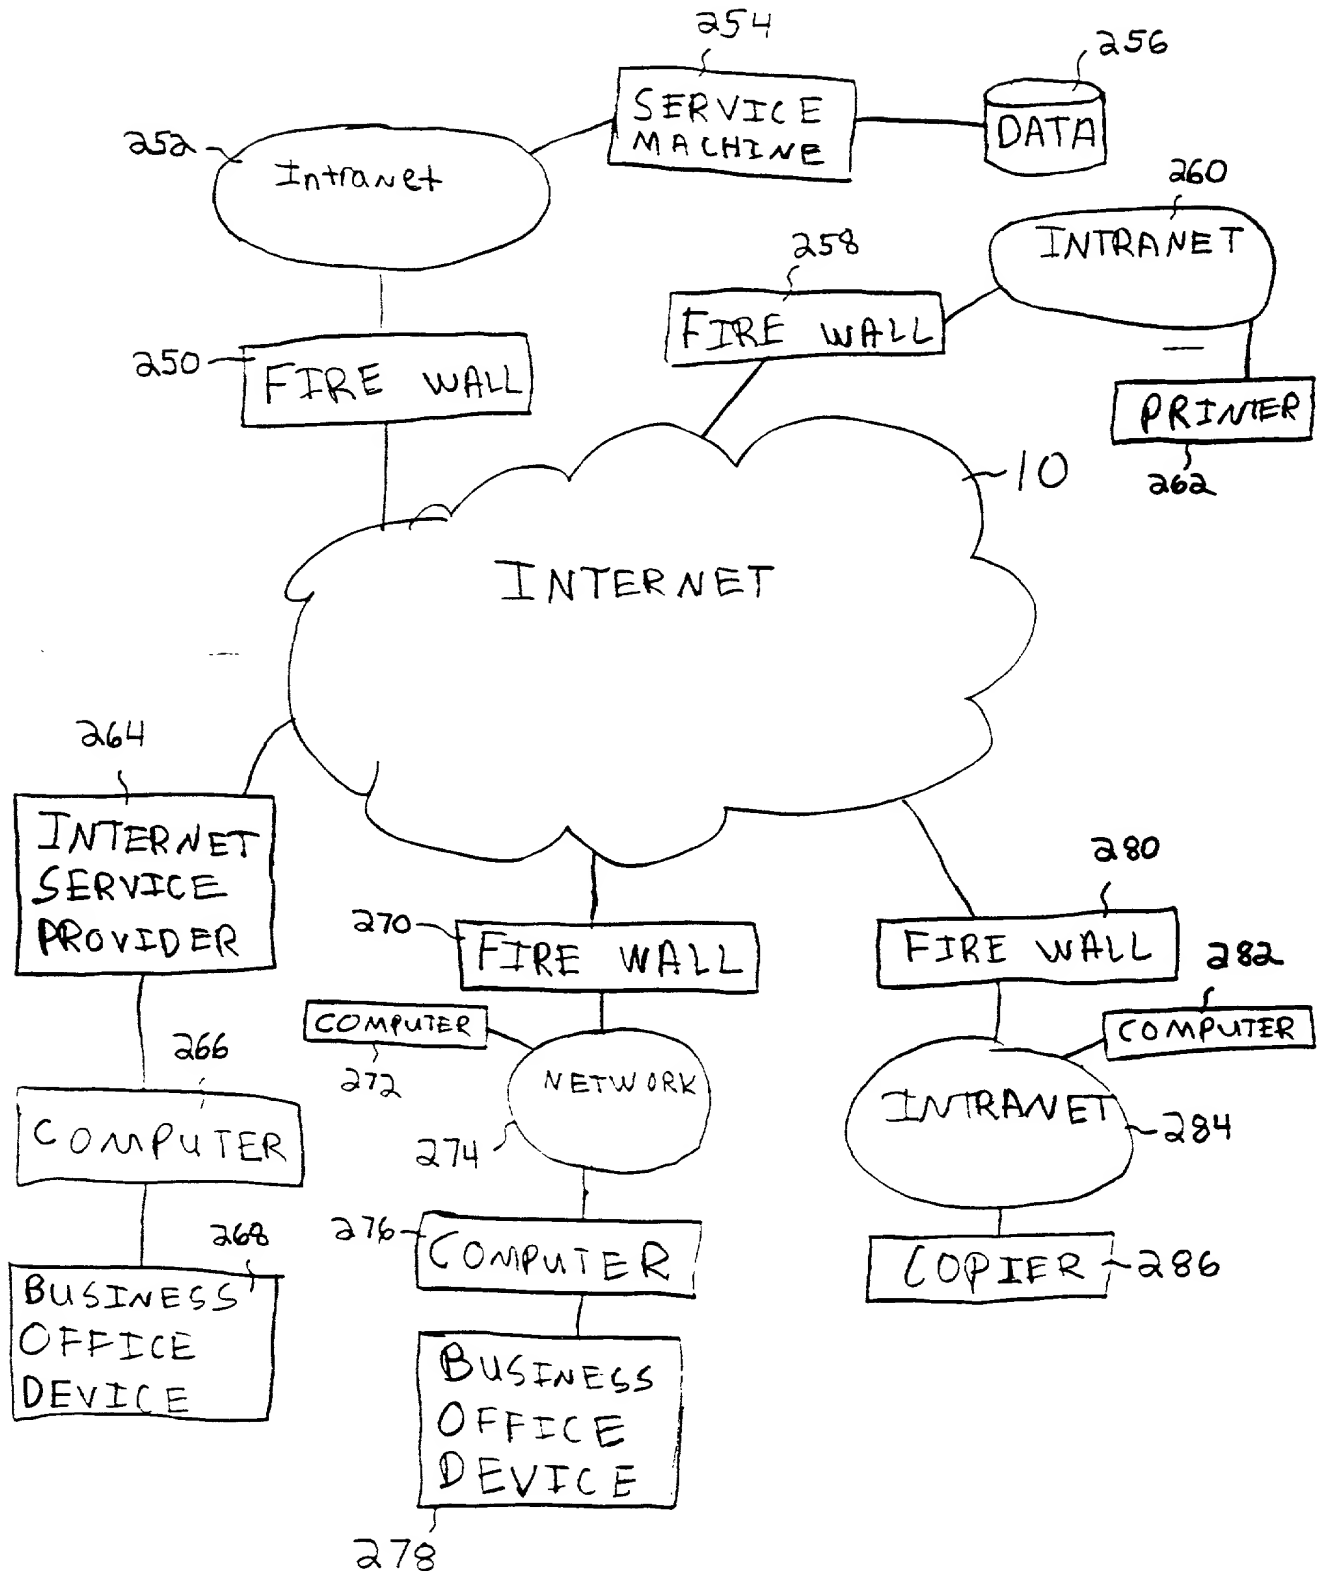 254
256
SERVICE
MACHINE
DATA
252
Intranet
260
INTRANET
258
FIRE WALL
250
FIRE WALL
PRINTER
262
10
INTERNET
264
INTERNET
SERVICE
PROVIDER
280
270
FIRE WALL
FIRE WALL
282
COMPUTER
COMPUTER
272
266
NETWORK
INTRANET
COMPUTER
274
284
276
COMPUTER
268
COPIER
286
BUSINESS
OFFICE
DEVICE
BUSINESS
OFFICE
DEVICE
278